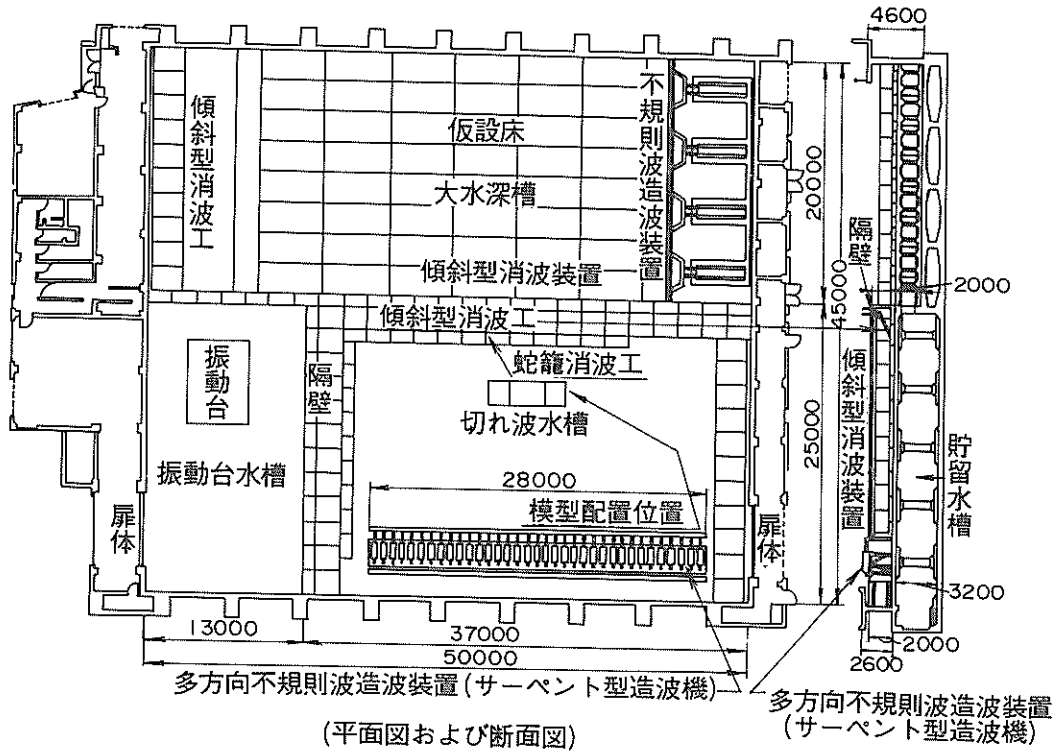 4600
傾斜型消波工
仮設床
不規則波造波装置
大水深槽
20000
隔壁
傾斜型消波装置
45000
2000
傾斜型消波工
振動台
隔壁
蛇籠消波工
切れ波水槽
傾斜型消波装置
25000
貯留水槽
振動台水槽
28000
模型配置位置
扉体
扉体
3200
13000
37000
2000
50000
2600
多方向不規則波造波装置(サーペント型造波機)
多方向不規則波造波装置
(サーペント型造波機)
(平面図および断面図)